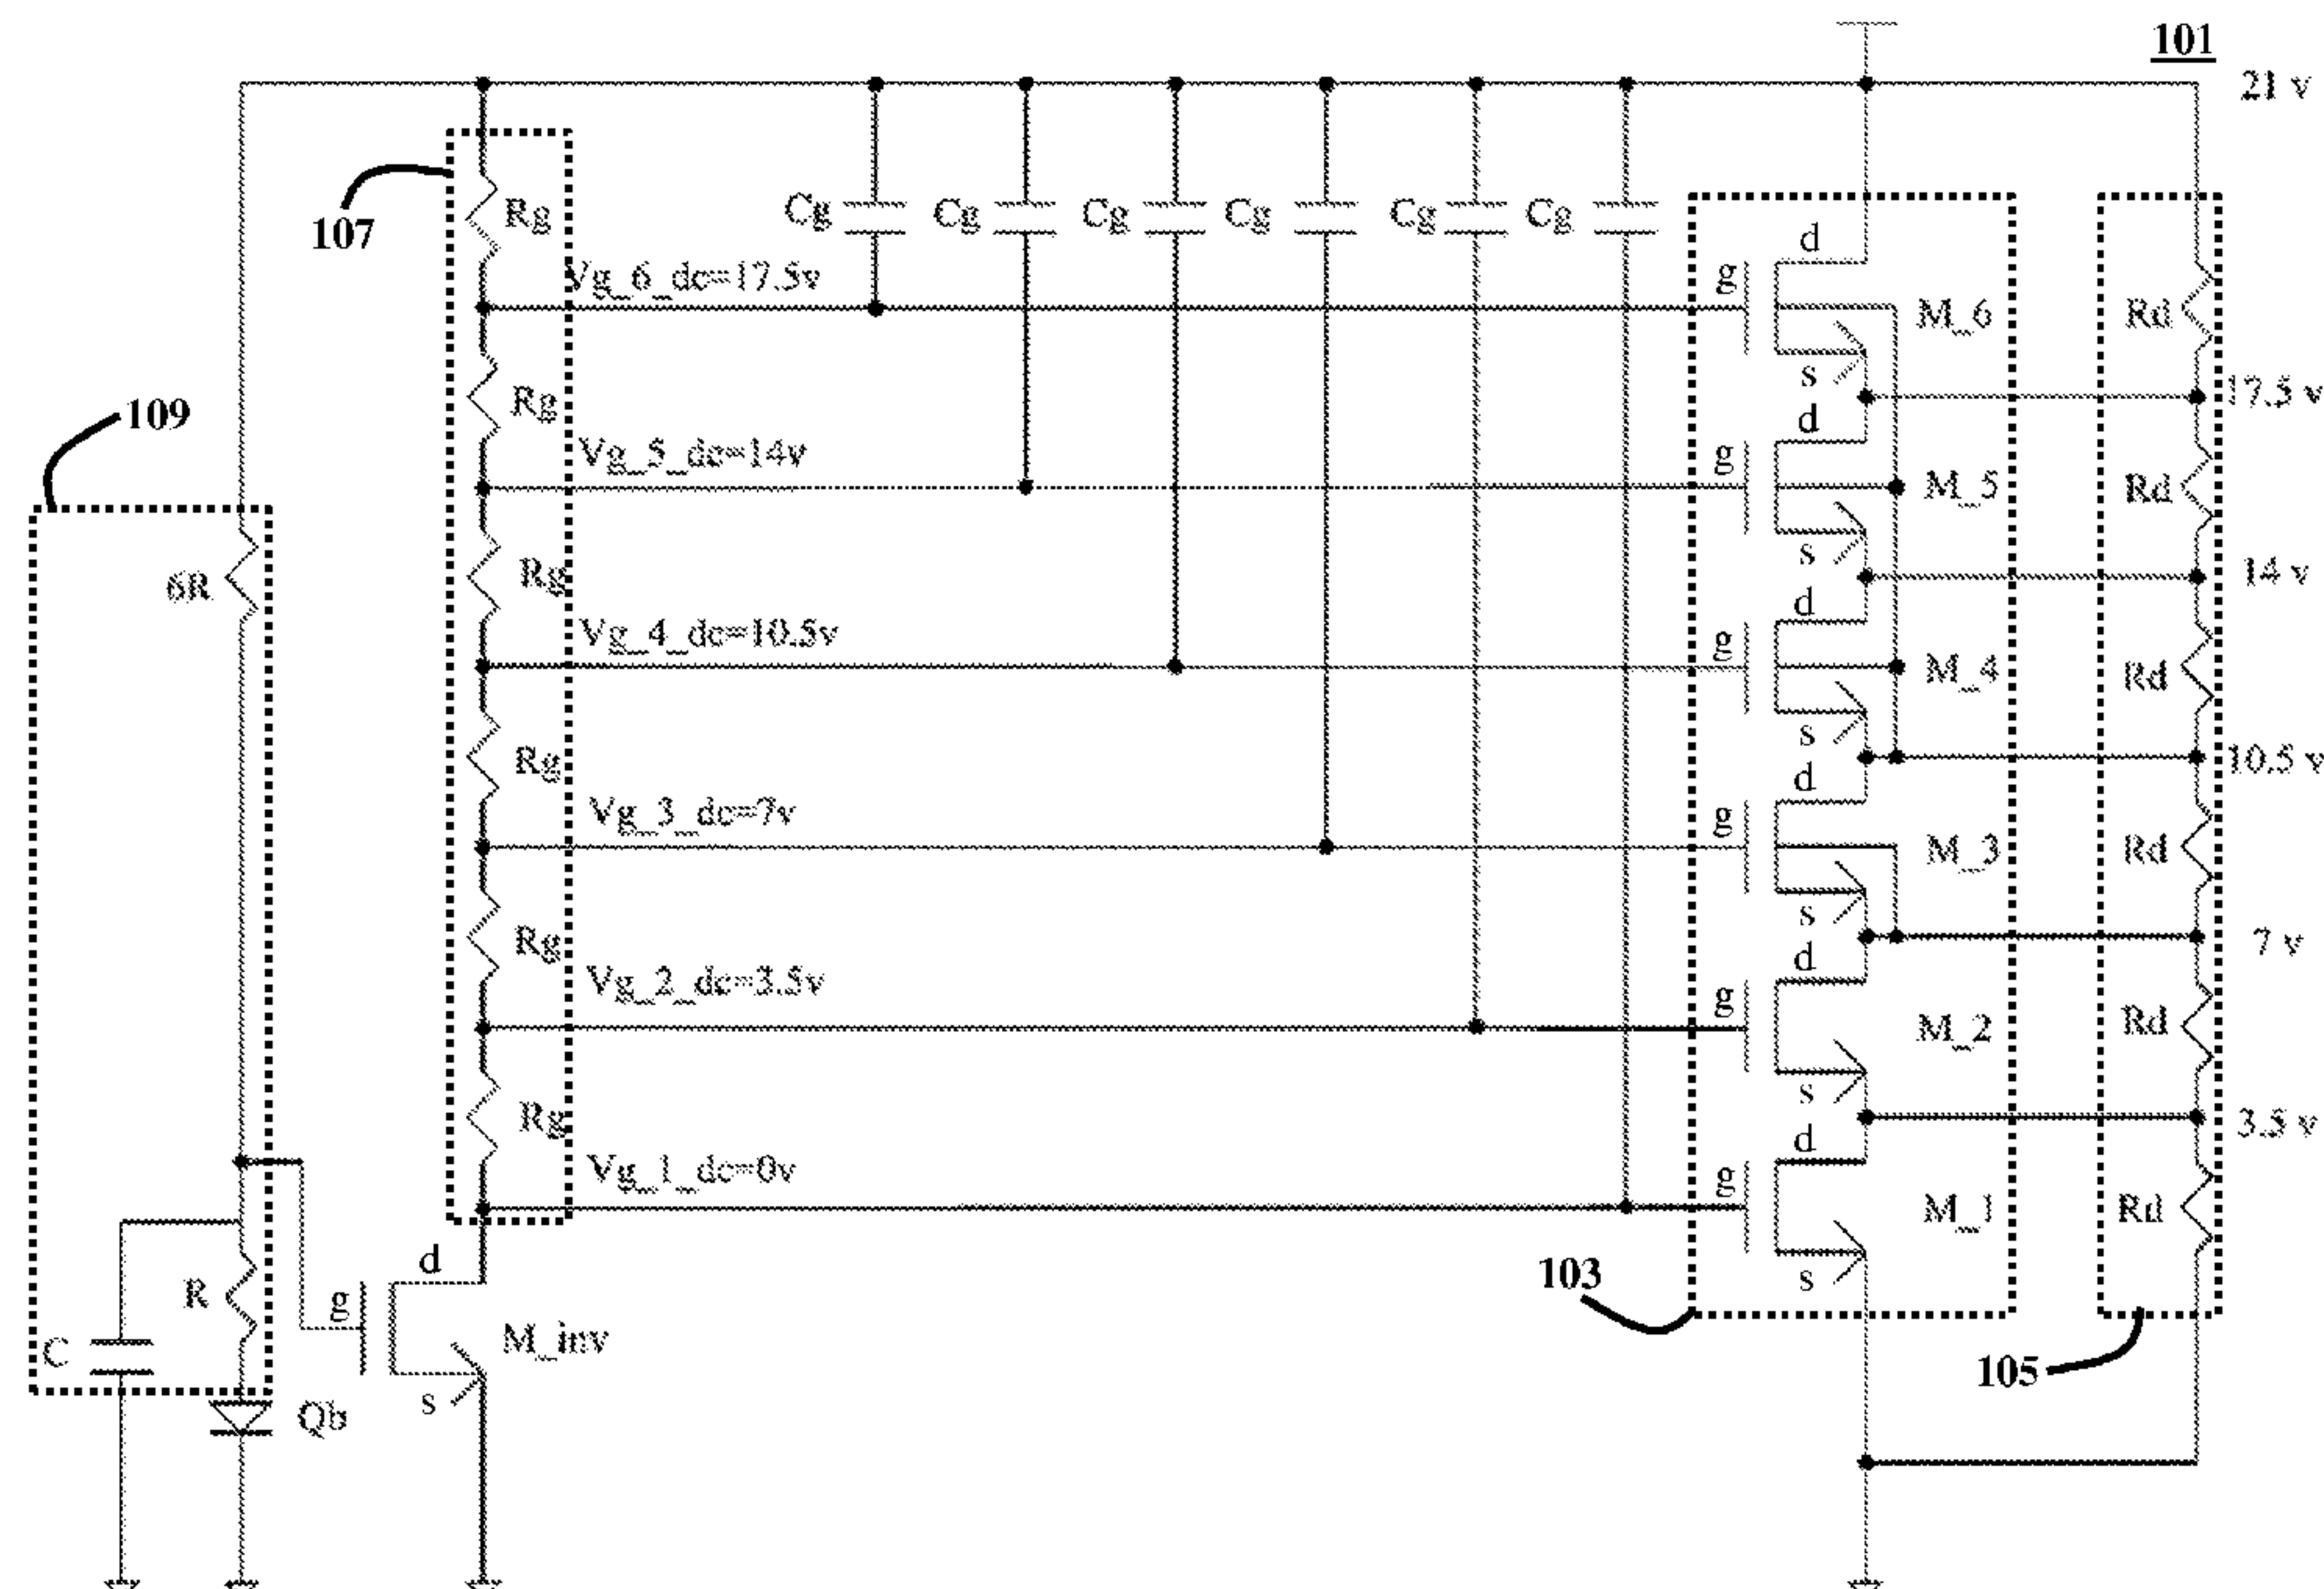 101
21 v
107
Rg
Cg
Cg
Cg
Cg
Cg
Cg
d
g
Vg_6_dc=17.5v
M_6
Rd
s
17.5 v
Rg
109
d
Vg_5_dc=14v
g
M_5
Rd
s
14 v
6R
Rg
d
Vg_4_dc=10.5v
g
M_4
Rd
s
10.5 v
Rg
d
Vg_3_dc=7v
g
M_3
Rd
s
7 v
Rg
d
Vg_2_dc=3.5v
g
M_2
Rd
s
3.5 v
Rg
d
Vg_1_dc=0v
g
M_1
Rd
s
103
105
d
R
g
C
M_inv
s
Qb